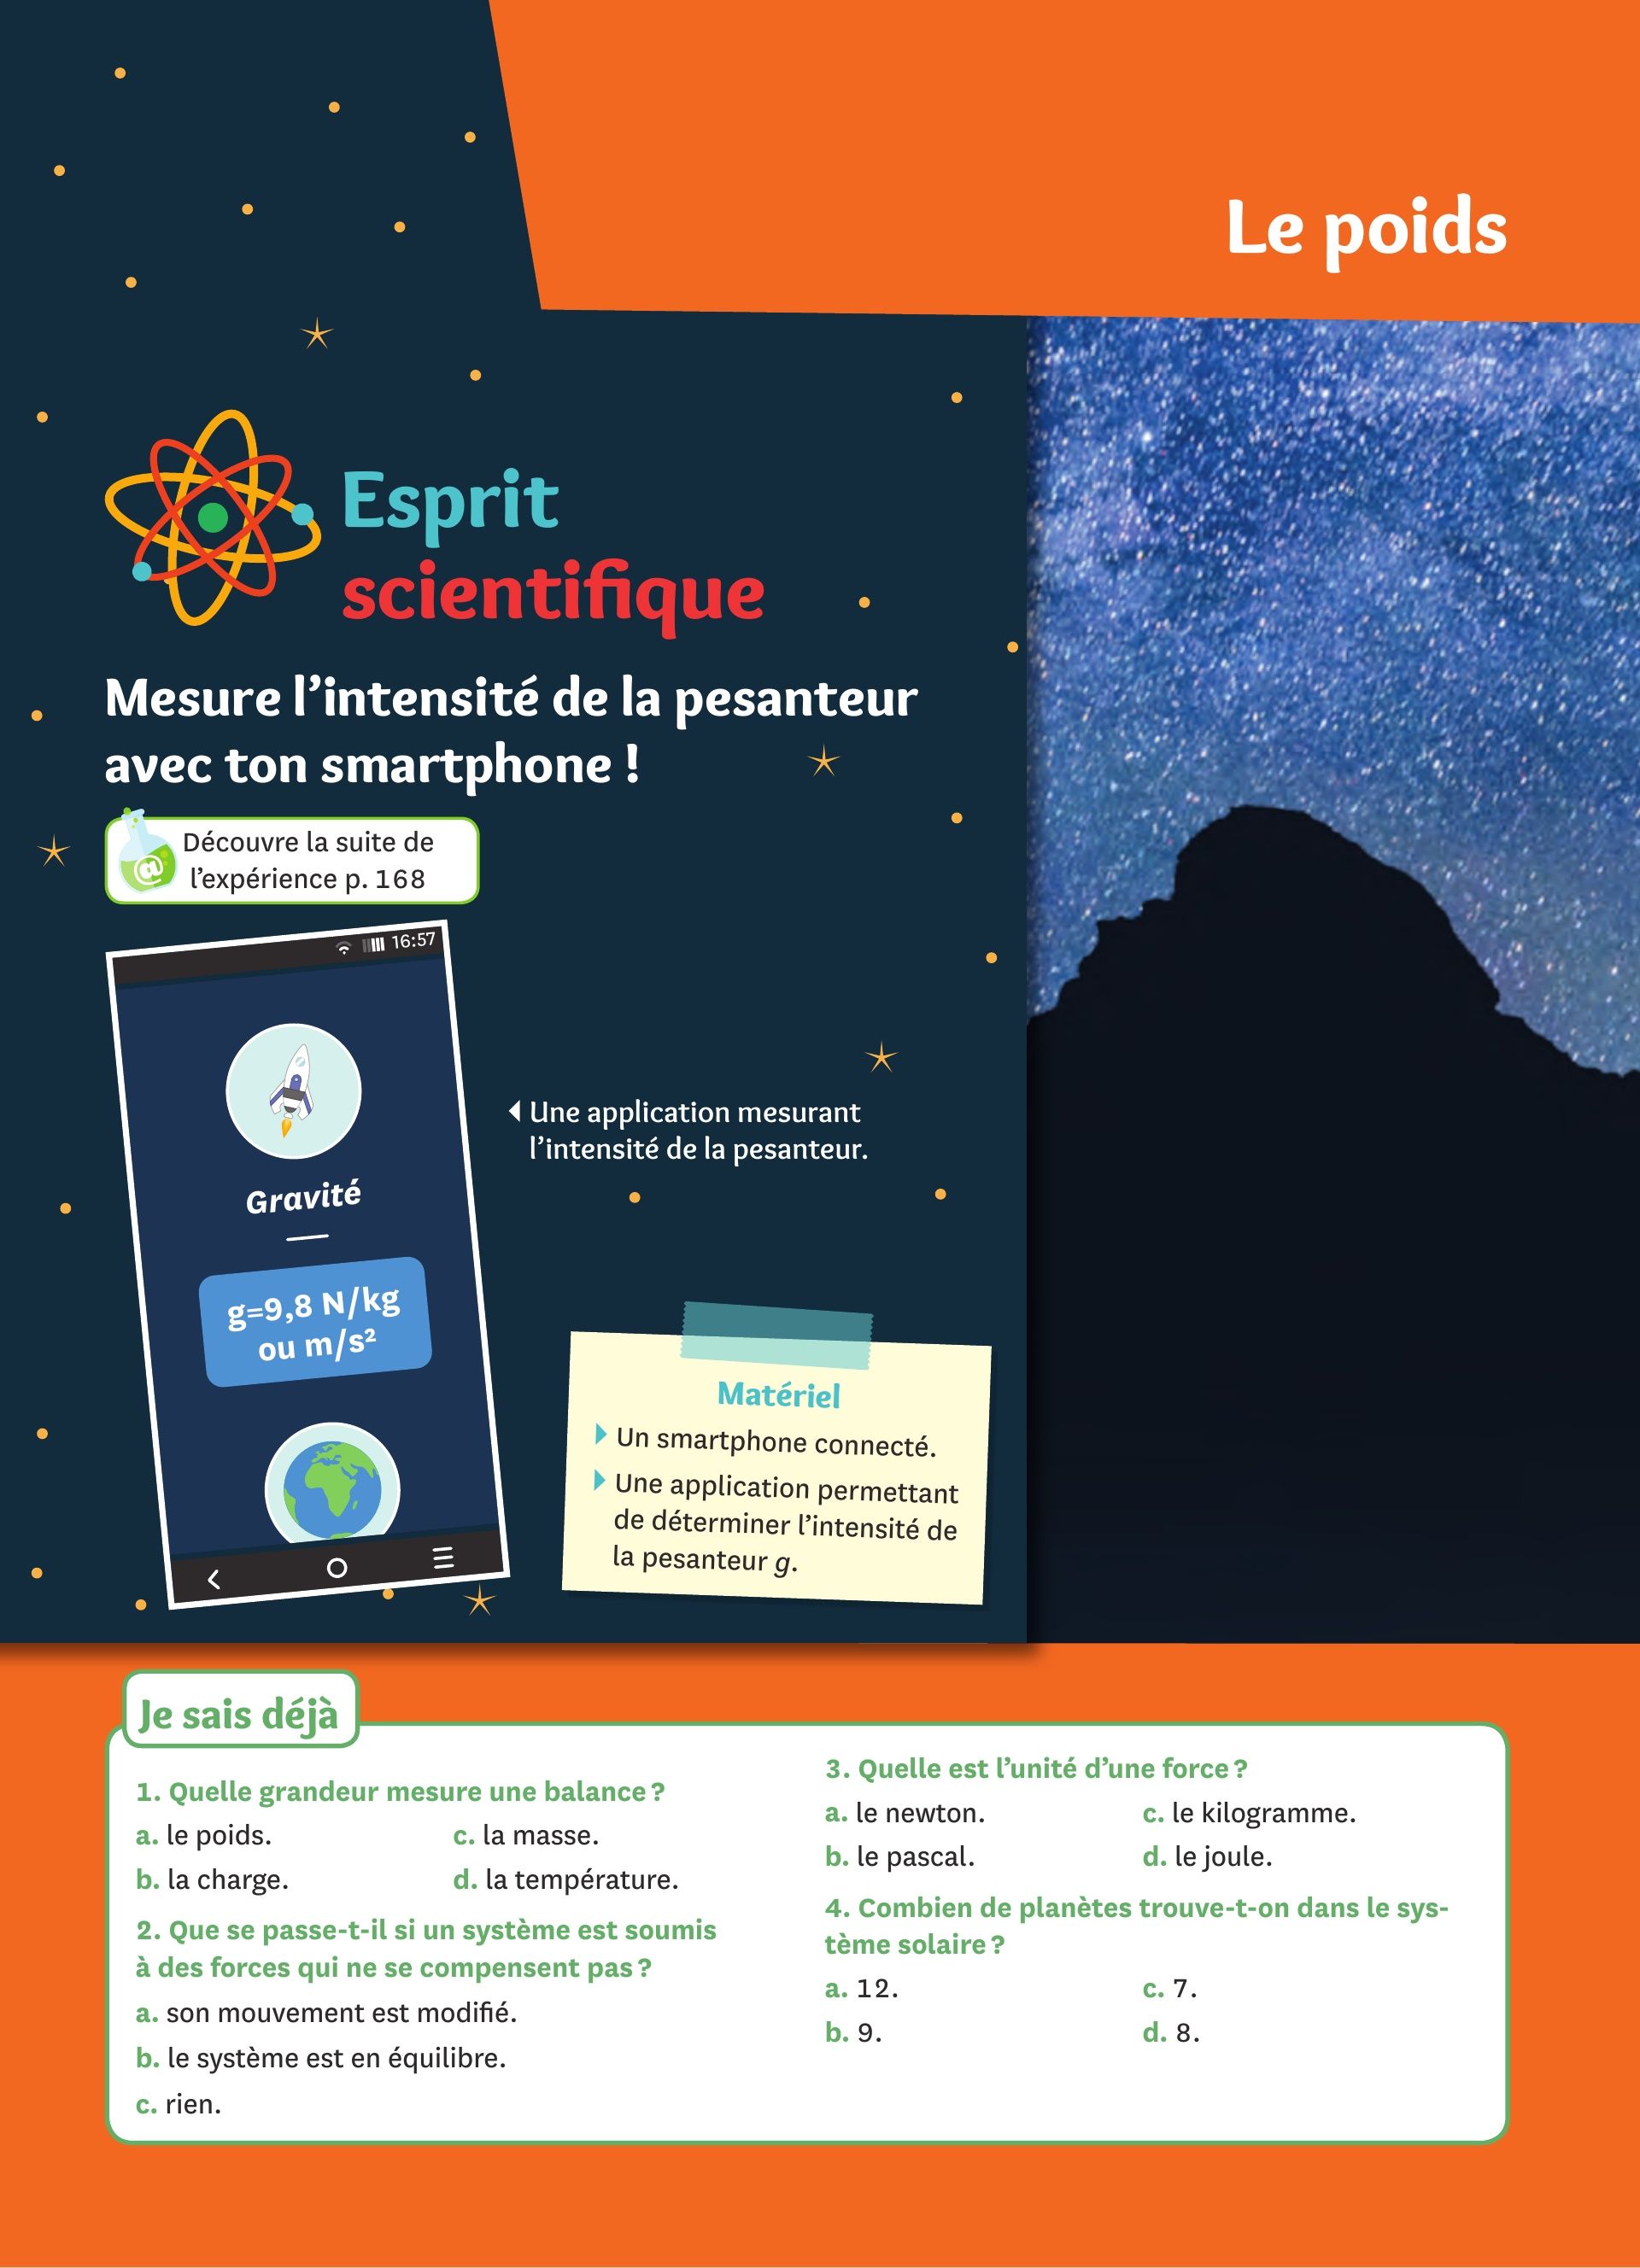 Le poids
Esprit
scientifique
Mesure l’intensité de la pesanteur
avec ton smartphone !
@
Découvre la suite de
l’expérience p. 168
16:57
Gravité
g=9,8 N/kg
ou m/s²
Une application mesurant
l’intensité de la pesanteur.
Matériel
Un smartphone connecté.
Une application permettant
de déterminer l’intensité de
la pesanteur g.
Je sais déjà
1. Quelle grandeur mesure une balance ?
a. le poids.
c. la masse.
b. la charge.
d. la température.
2. Que se passe-t-il si un système est soumis
à des forces qui ne se compensent pas ?
a. son mouvement est modifié.
b. le système est en équilibre.
c. rien.
3. Quelle est l’unité d’une force ?
a. le newton.
c. le kilogramme.
b. le pascal.
d. le joule.
4. Combien de planètes trouve-t-on dans le sys-
tème solaire ?
a. 12.
c. 7.
b. 9.
d. 8.